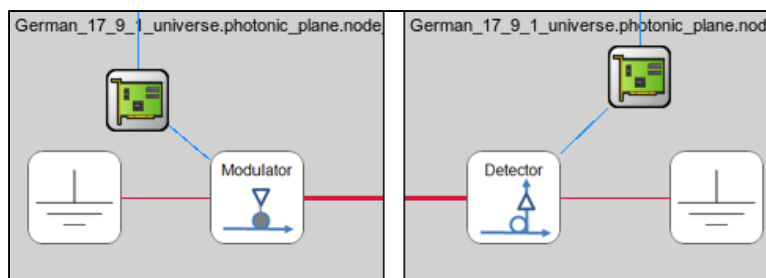 German_17_9_1_universe.photonic_plane.node
German_17_9_1_universe.photonic_plane.nod
Modulator
Detector